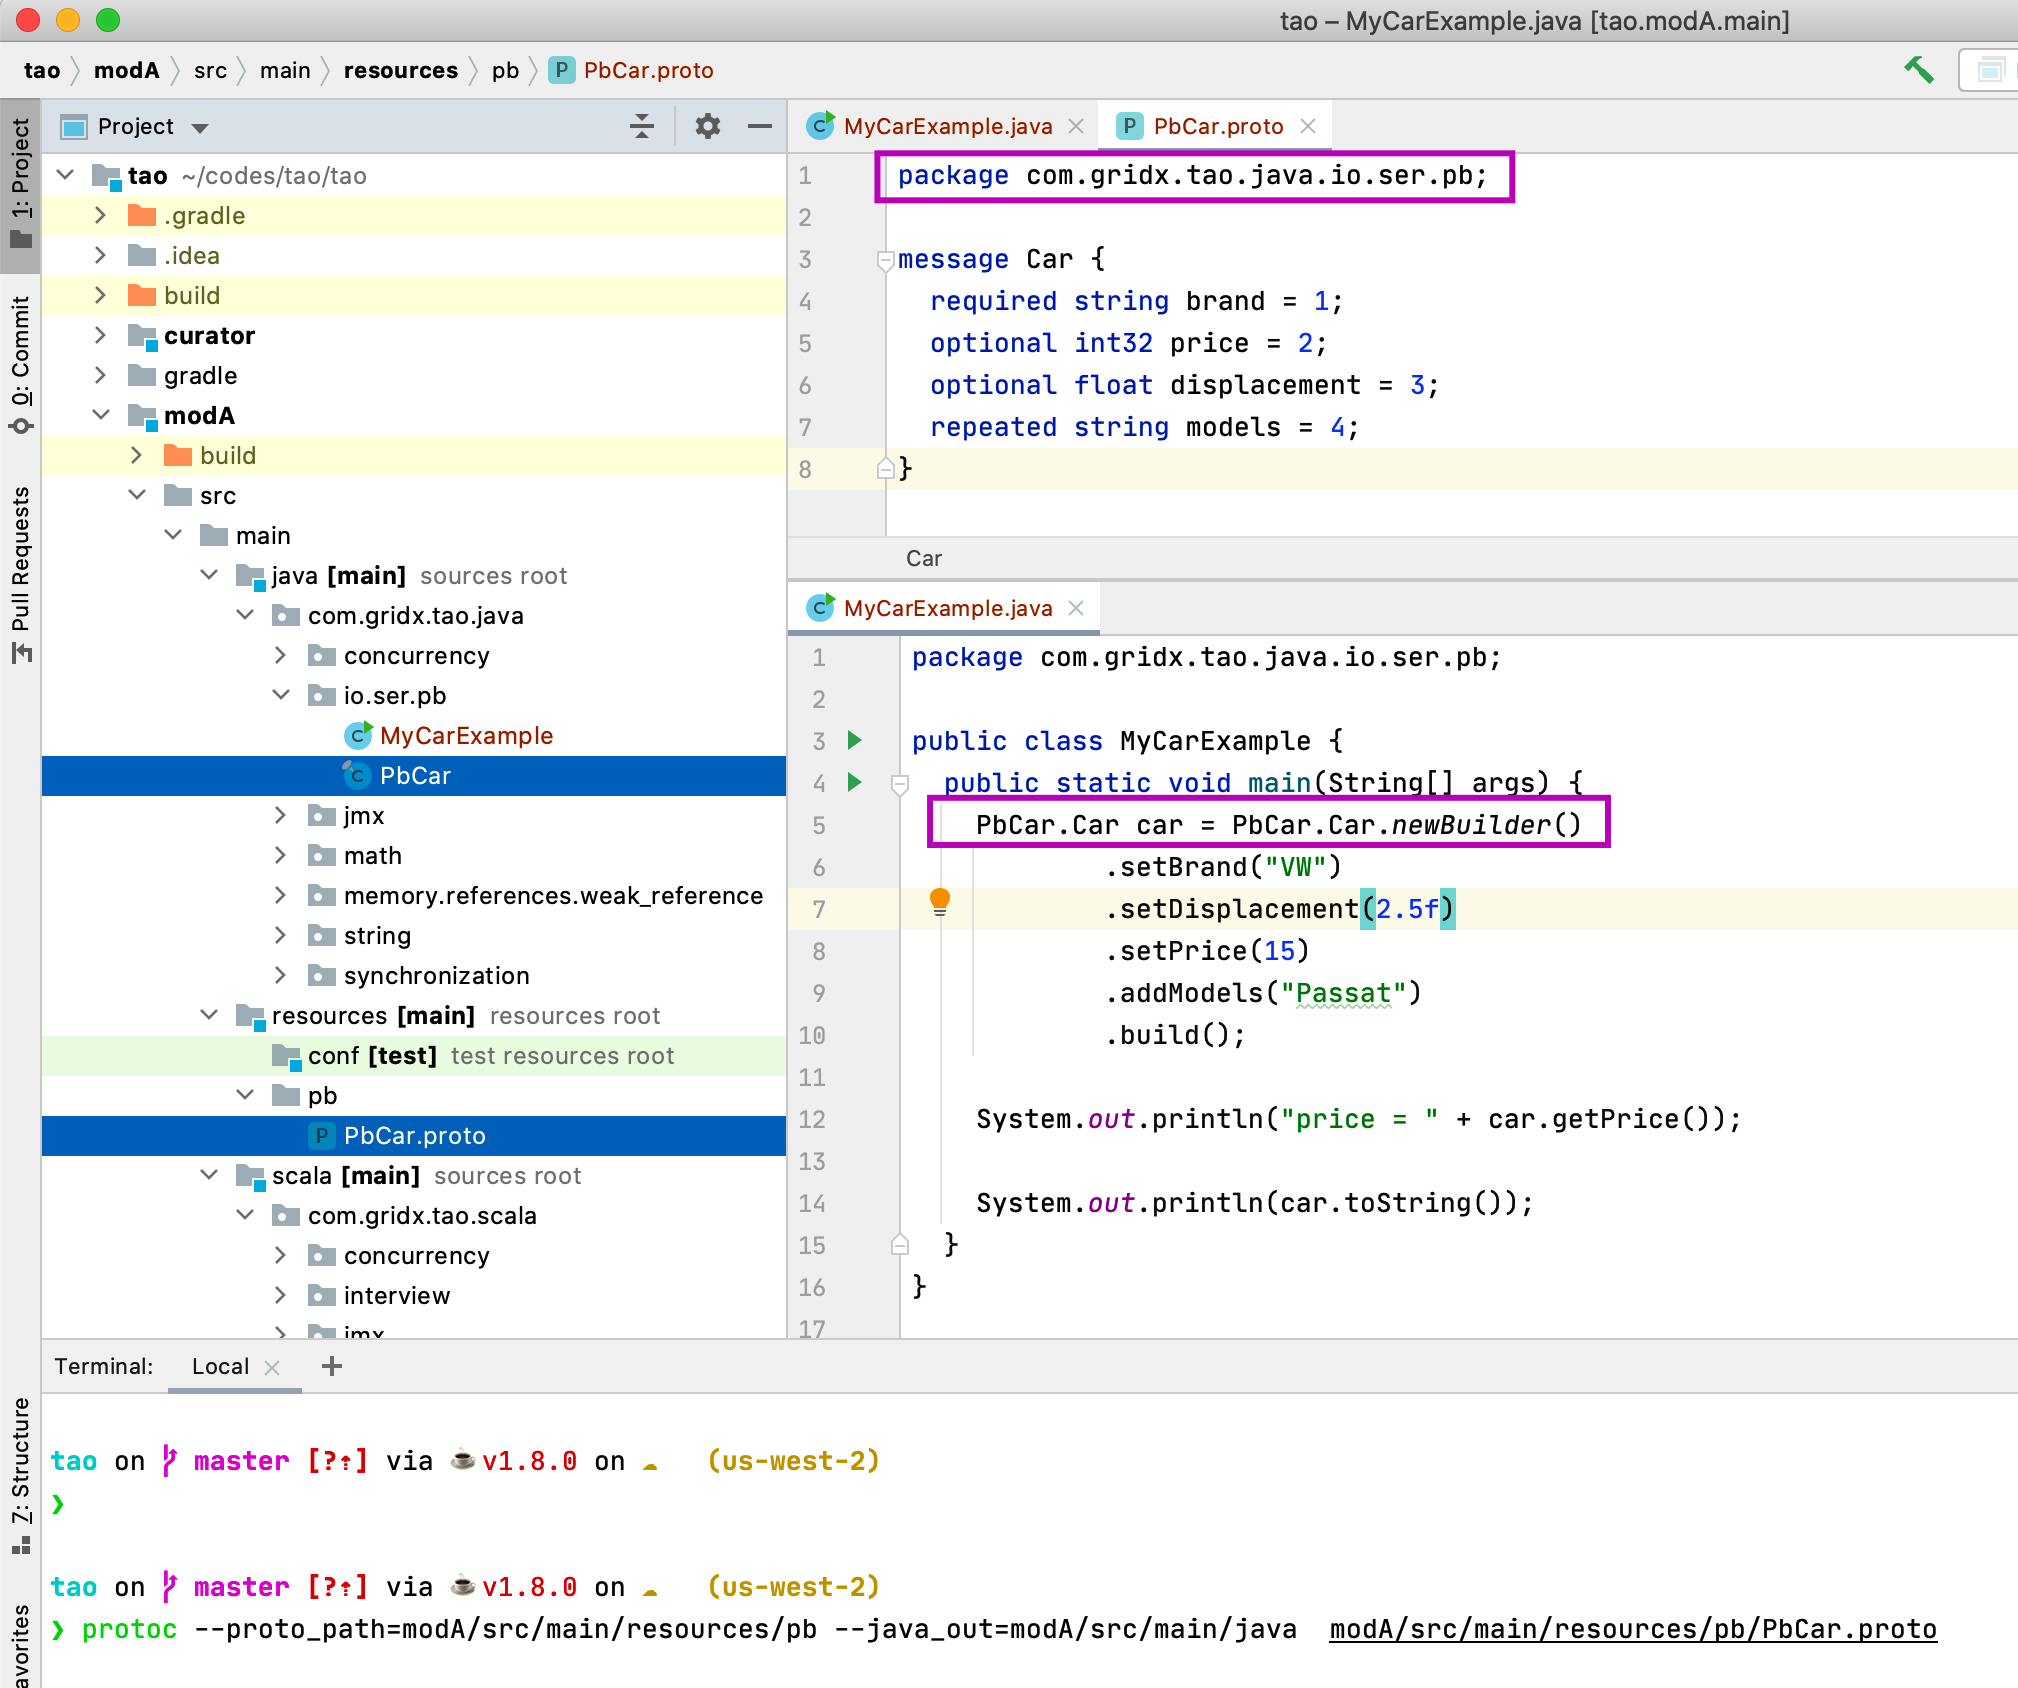 tao – MyCarExample.java [tao.modA.main]
tao modA src main resources pb PbCar.proto
1: Project
0: Commit
Pull Requests
7: Structure
avorites
Project
tao ~/codes/tao/tao
.gradle
.idea
build
curator
gradle
modA
build
src
main
java [main] sources root
com.gridx.tao.java
concurrency
io.ser.pb
MyCarExample
PbCar
jmx
math
memory.references.weak_reference
string
synchronization
resources [main] resources root
conf [test] test resources root
pb
PbCar.proto
scala [main] sources root
com.gridx.tao.scala
concurrency
interview
jmx
MyCarExample.java PbCar.proto
1 package com.gridx.tao.java.io.ser.pb;
2
3 message Car {
4 required string brand = 1;
5 optional int32 price = 2;
6 optional float displacement = 3;
7 repeated string models = 4;
8 }
Car
MyCarExample.java
1 package com.gridx.tao.java.io.ser.pb;
2
3 public class MyCarExample {
4 public static void main(String[] args) {
5 PbCar.Car car = PbCar.Car.newBuilder()
6 .setBrand("VW")
7 .setDisplacement(2.5f)
8 .setPrice(15)
9 .addModels("Passat")
10 .build();
11
12 System.out.println("price = " + car.getPrice());
13
14 System.out.println(car.toString());
15 }
16 }
17
Terminal: Local +
tao on master [?⇡] via ☕ v1.8.0 on ☁ (us-west-2)
❯
tao on master [?⇡] via ☕ v1.8.0 on ☁ (us-west-2)
❯ protoc --proto_path=modA/src/main/resources/pb --java_out=modA/src/main/java modA/src/main/resources/pb/PbCar.proto